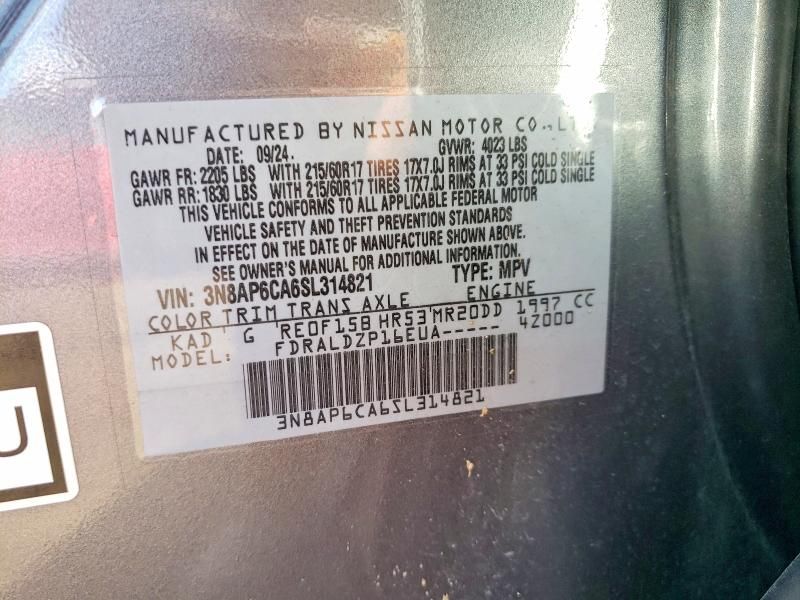 MANUFACTURED BY NISSAN MOTOR CO., LT
DATE: 09/24. GVWR: 4023 LBS
GAWR FR: 2205 LBS WITH 215/60R17 TIRES 17X7.0J RIMS AT 33 PSI COLD SINGLE
GAWR RR: 1830 LBS WITH 215/60R17 TIRES 17X7.0J RIMS AT 33 PSI COLD SINGLE
THIS VEHICLE CONFORMS TO ALL APPLICABLE FEDERAL MOTOR
VEHICLE SAFETY AND THEFT PREVENTION STANDARDS
IN EFFECT ON THE DATE OF MANUFACTURE SHOWN ABOVE.
SEE OWNER'S MANUAL FOR ADDITIONAL INFORMATION.
VIN: 3N8AP6CA6SL314821 TYPE: MPV
COLOR TRIM TRANS AXLE ENGINE
KAD G RE0F15B HR53 MR20DD 1997 CC
MODEL: FDRALDZP16EUA----- 4Z000
3N8AP6CA6SL314821
U